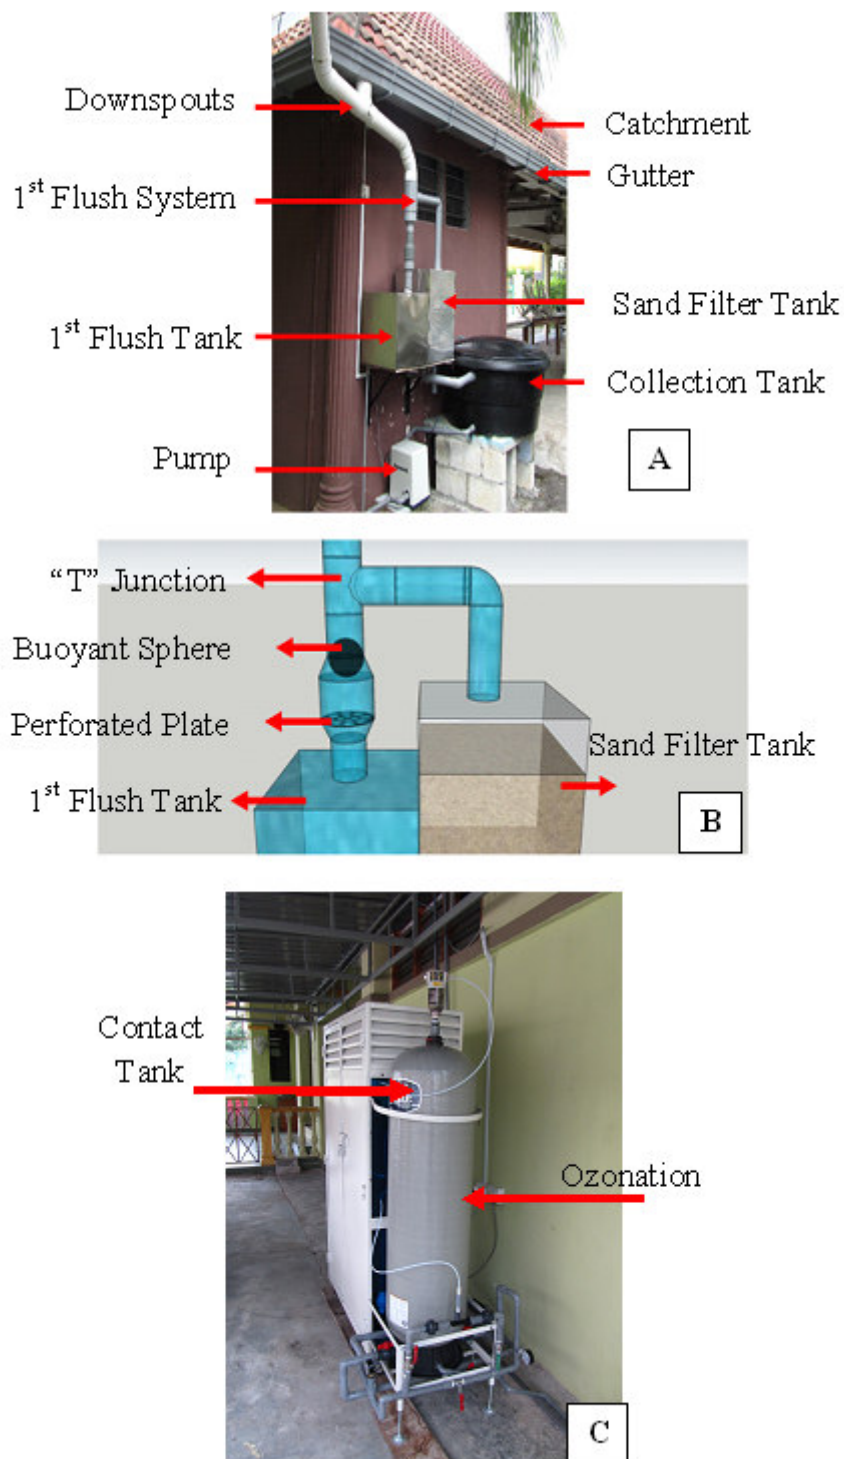 Downspouts
Catchment
Gutter
1st Flush System
Sand Filter Tank
1st Flush Tank
Collection Tank
Pump
A
“T” Junction
Buoyant Sphere
Perforated Plate
Sand Filter Tank
1st Flush Tank
B
Contact
Tank
Ozonation
C